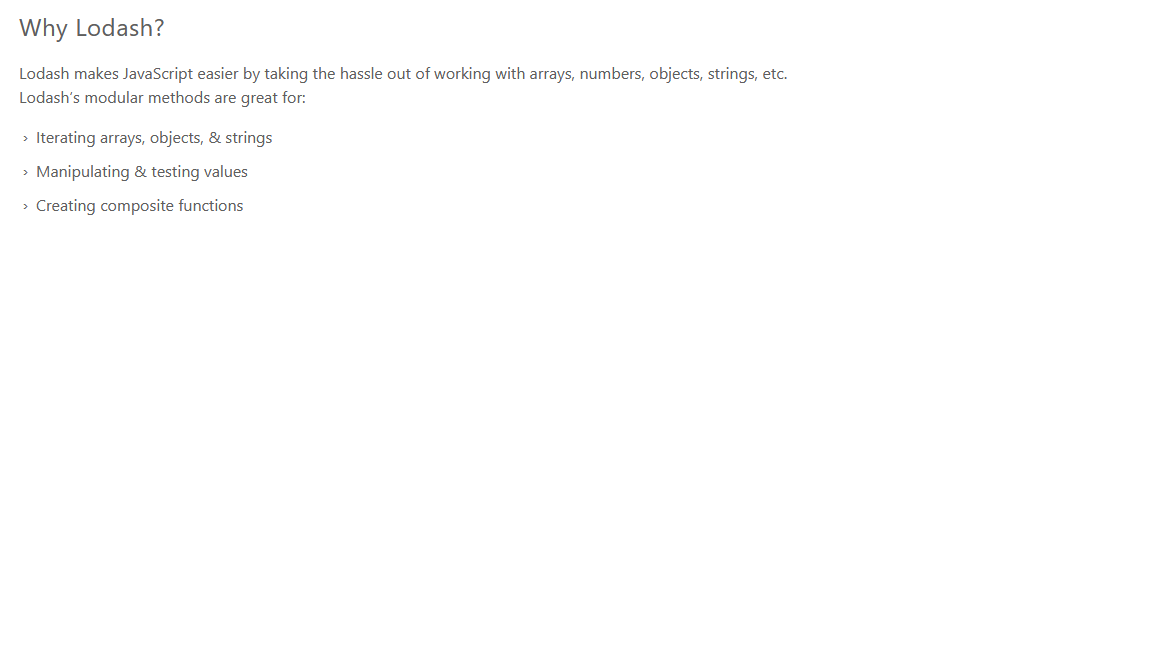 Why Lodash?
Lodash makes JavaScript easier by taking the hassle out of working with arrays, numbers, objects, strings, etc.
Lodash’s modular methods are great for:
› Iterating arrays, objects, & strings
› Manipulating & testing values
› Creating composite functions